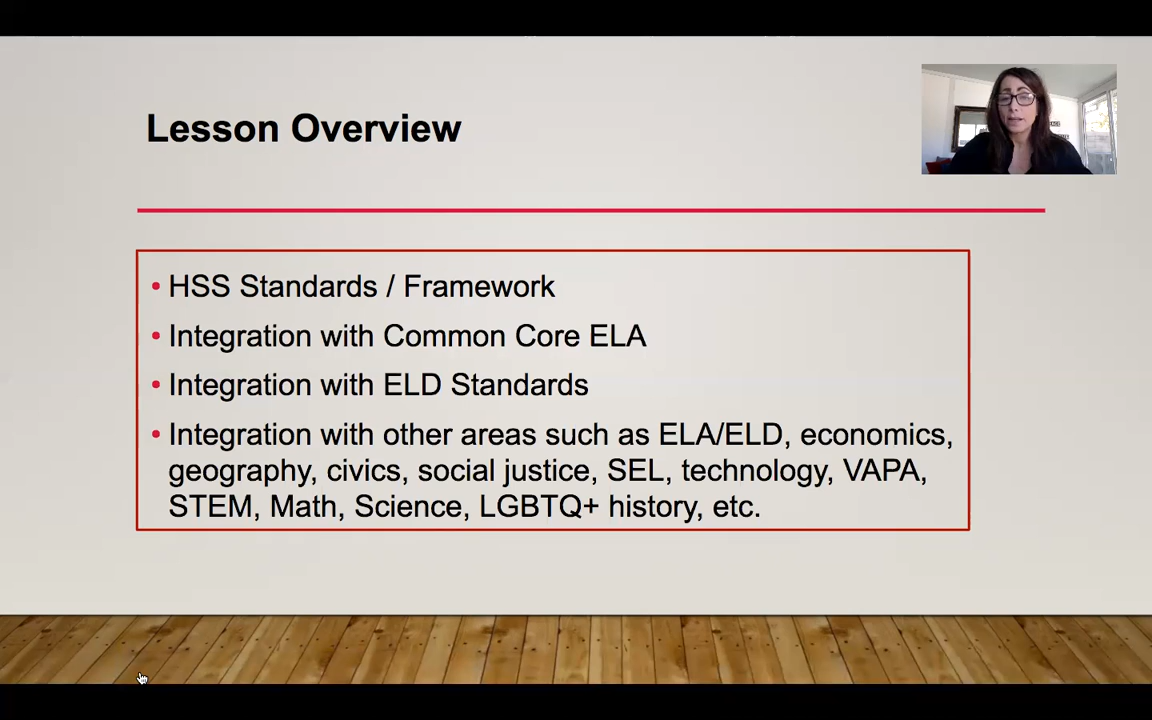 Lesson Overview
• HSS Standards / Framework
• Integration with Common Core ELA
• Integration with ELD Standards
• Integration with other areas such as ELA/ELD, economics,
geography, civics, social justice, SEL, technology, VAPA,
STEM, Math, Science, LGBTQ+ history, etc.